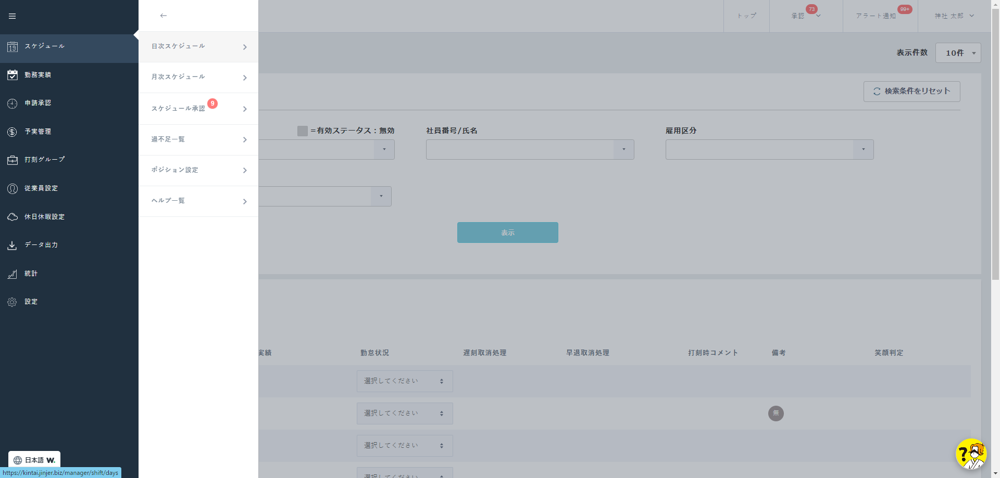 スケジュール
勤務実績
申請承認
予実管理
打刻グループ
従業員設定
休日休暇設定
データ出力
統計
設定
日本語 W.
https://kintai.jinjer.biz/manager/shift/days
日次スケジュール
月次スケジュール
スケジュール承認 9
過不足一覧
ポジション設定
ヘルプ一覧
トップ
承認 73
アラート通知 99+
神社 太郎
表示件数 10件
検索条件をリセット
=有効ステータス：無効
社員番号/氏名
雇用区分
表示
実績 勤怠状況 遅刻取消処理 早退取消処理 打刻時コメント 備考 笑顔判定
選択してください
選択してください 無
選択してください
選択してください
19
?